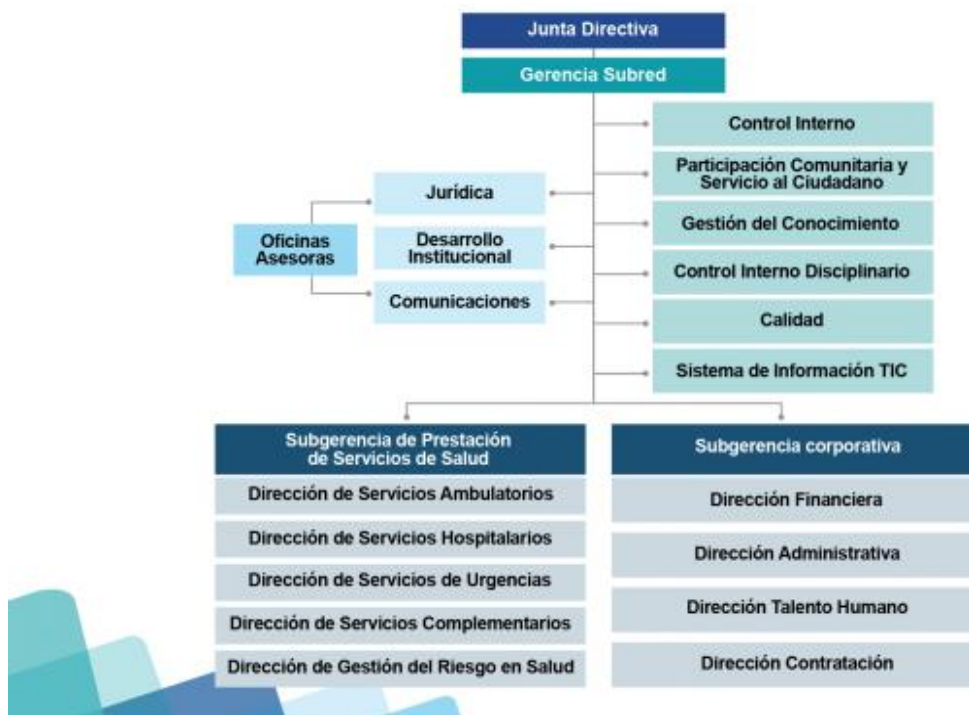 Junta Directiva
Gerencia Subred
Control Interno
Participación Comunitaria y
Servicio al Ciudadano
Gestión del Conocimiento
Control Interno Disciplinario
Calidad
Sistema de Información TIC
Oficinas
Asesoras
Jurídica
Desarrollo
Institucional
Comunicaciones
Subgerencia de Prestación
de Servicios de Salud
Dirección de Servicios Ambulatorios
Dirección de Servicios Hospitalarios
Dirección de Servicios de Urgencias
Dirección de Servicios Complementarios
Dirección de Gestión del Riesgo en Salud
Subgerencia corporativa
Dirección Financiera
Dirección Administrativa
Dirección Talento Humano
Dirección Contratación